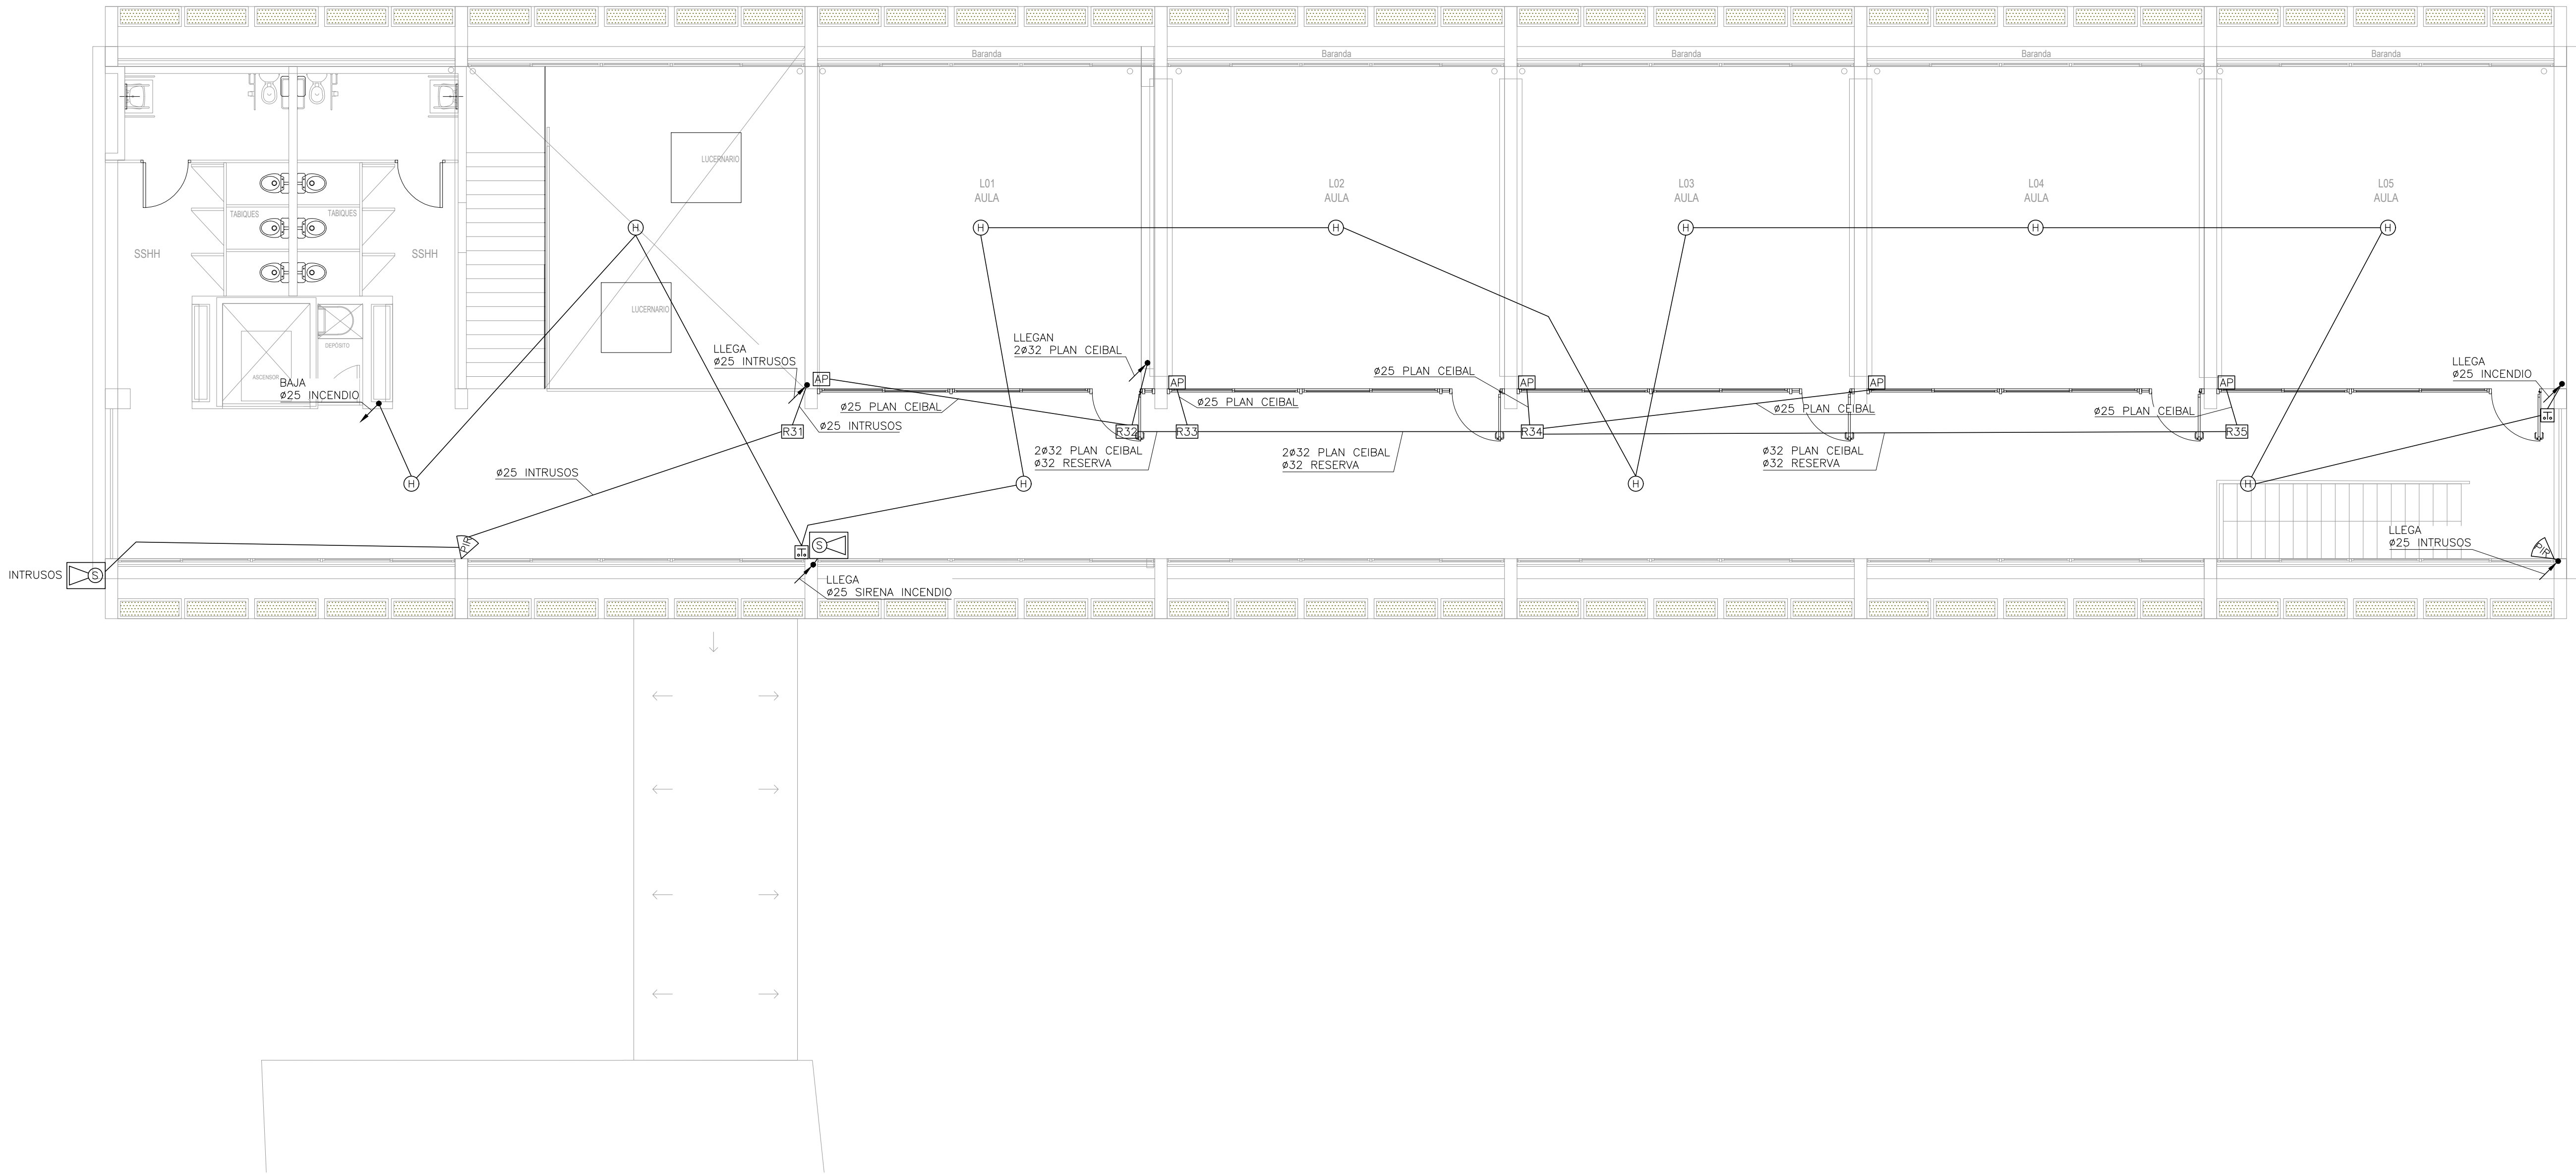 Baranda
Baranda
Baranda
Baranda
Baranda
LUCERNARIO
L01
AULA
L02
AULA
L03
AULA
L04
AULA
L05
AULA
TABIQUES
TABIQUES
H
H
H
H
H
H
SSHH
SSHH
LUCERNARIO
DEPÓSITO
ASCENSOR
BAJA
ø25 INCENDIO
LLEGA
ø25 INTRUSOS
LLEGAN
2ø32 PLAN CEIBAL
LLEGA
ø25 INCENDIO
AP
AP
AP
AP
AP
ø25 PLAN CEIBAL
ø25 PLAN CEIBAL
ø25 PLAN CEIBAL
ø25 PLAN CEIBAL
ø25 PLAN CEIBAL
ø25 INTRUSOS
R31
R32
R33
R34
R35
2ø32 PLAN CEIBAL
ø32 RESERVA
2ø32 PLAN CEIBAL
ø32 RESERVA
ø32 PLAN CEIBAL
ø32 RESERVA
ø25 INTRUSOS
H
H
H
H
PIR
S
LLEGA
ø25 INTRUSOS
PIR
INTRUSOS
S
LLEGA
ø25 SIRENA INCENDIO